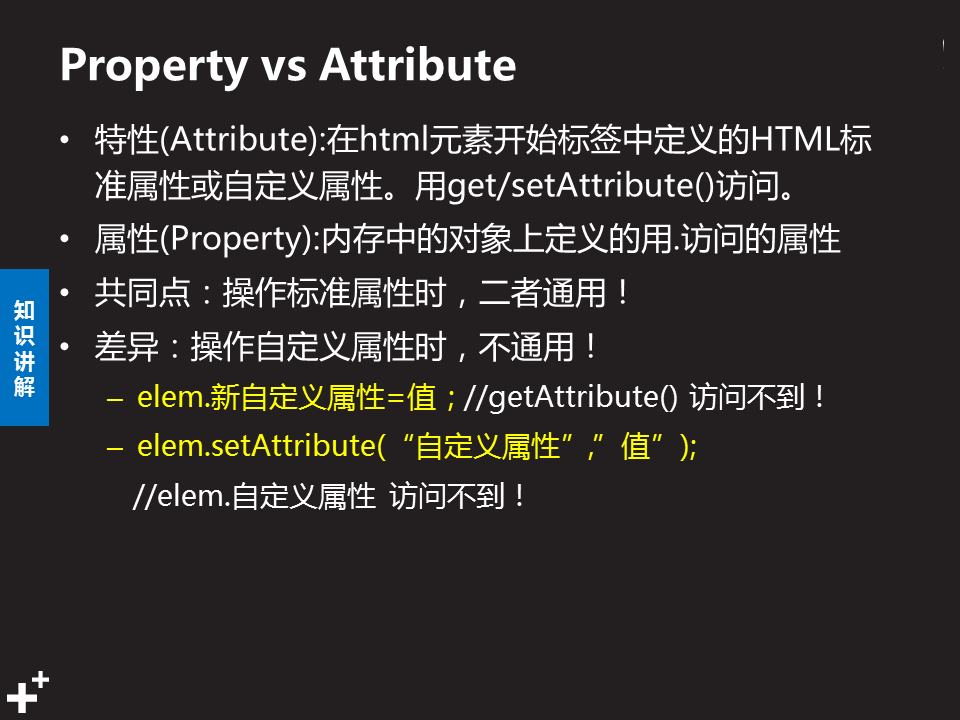 Property vs Attribute
• 特性(Attribute):在html元素开始标签中定义的HTML标
准属性或自定义属性。用get/setAttribute()访问。
• 属性(Property):内存中的对象上定义的用.访问的属性
• 共同点：操作标准属性时，二者通用！
• 差异：操作自定义属性时，不通用！
– elem.新自定义属性=值；//getAttribute() 访问不到！
– elem.setAttribute(“自定义属性”,”值”);
//elem.自定义属性 访问不到！
知
识
讲
解